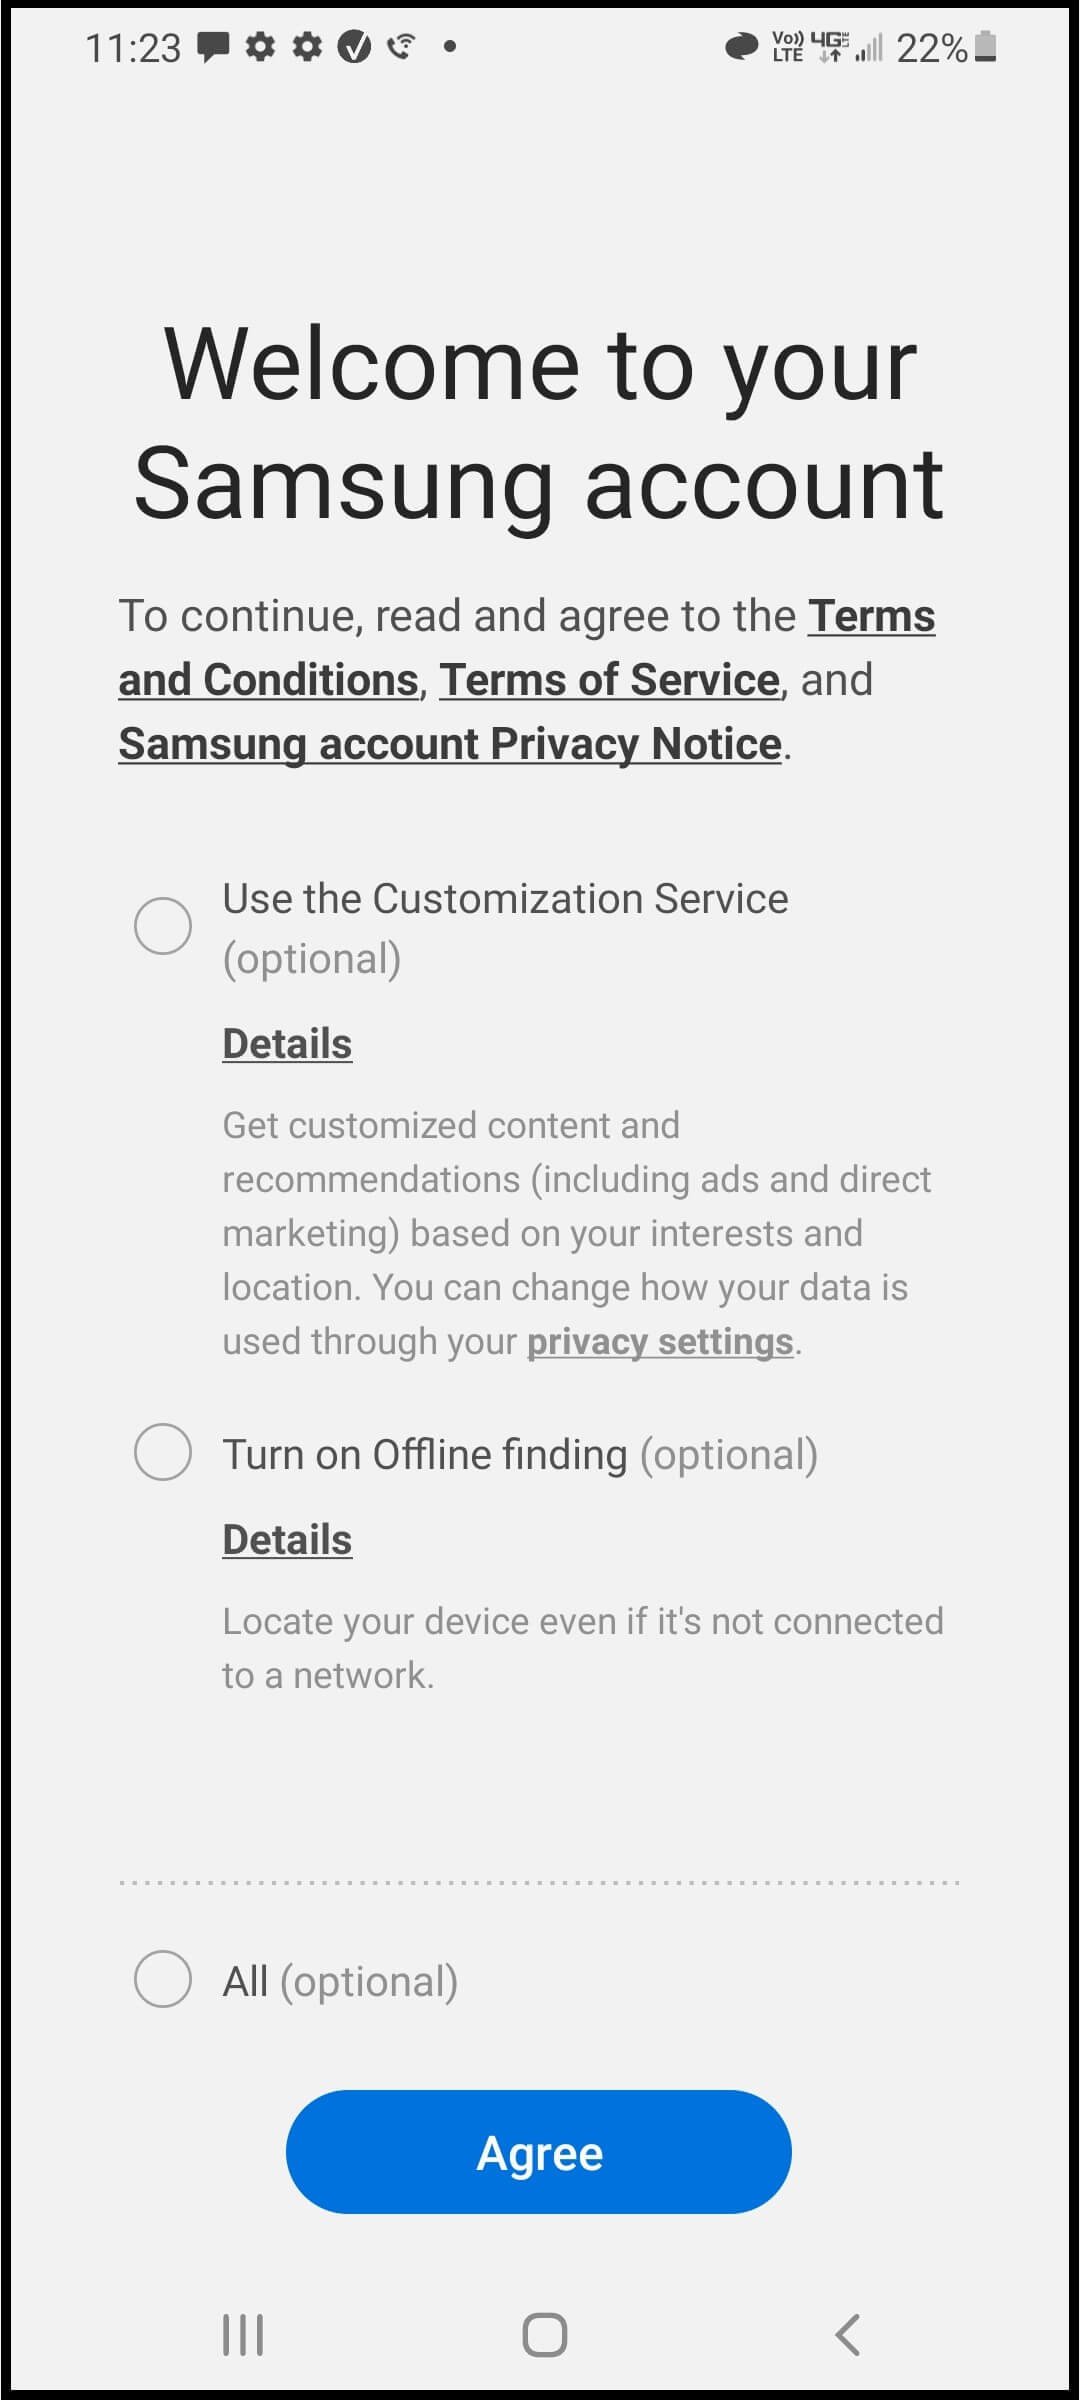 11:23 Vo)) LTE 4G LTE 22%
Welcome to your
Samsung account
To continue, read and agree to the Terms
and Conditions, Terms of Service, and
Samsung account Privacy Notice.
Use the Customization Service
(optional)
Details
Get customized content and
recommendations (including ads and direct
marketing) based on your interests and
location. You can change how your data is
used through your privacy settings.
Turn on Offline finding (optional)
Details
Locate your device even if it's not connected
to a network.
All (optional)
Agree